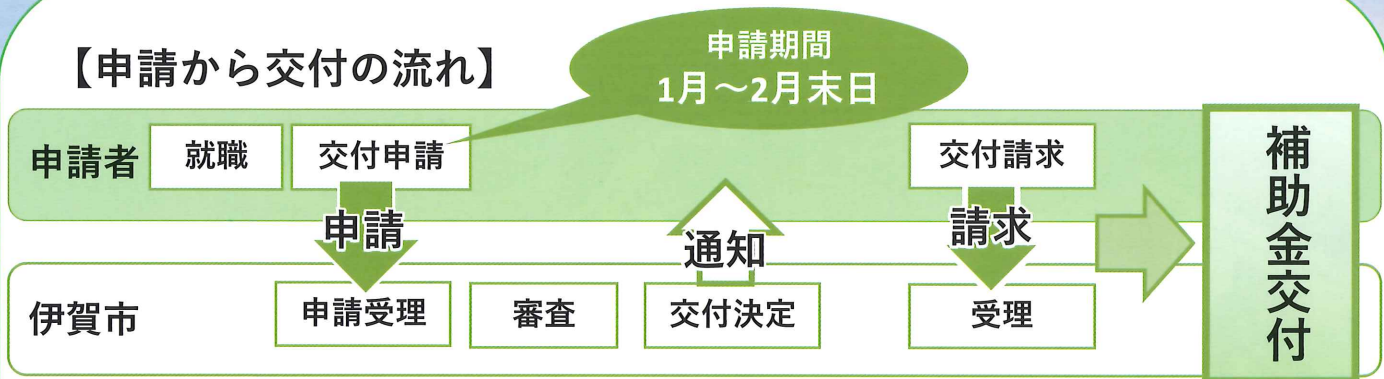 【申請から交付の流れ】
申請期間
1月～2月末日
申請者
就職
交付申請
交付請求
申請
通知
請求
伊賀市
申請受理
審査
交付決定
受理
補助金交付